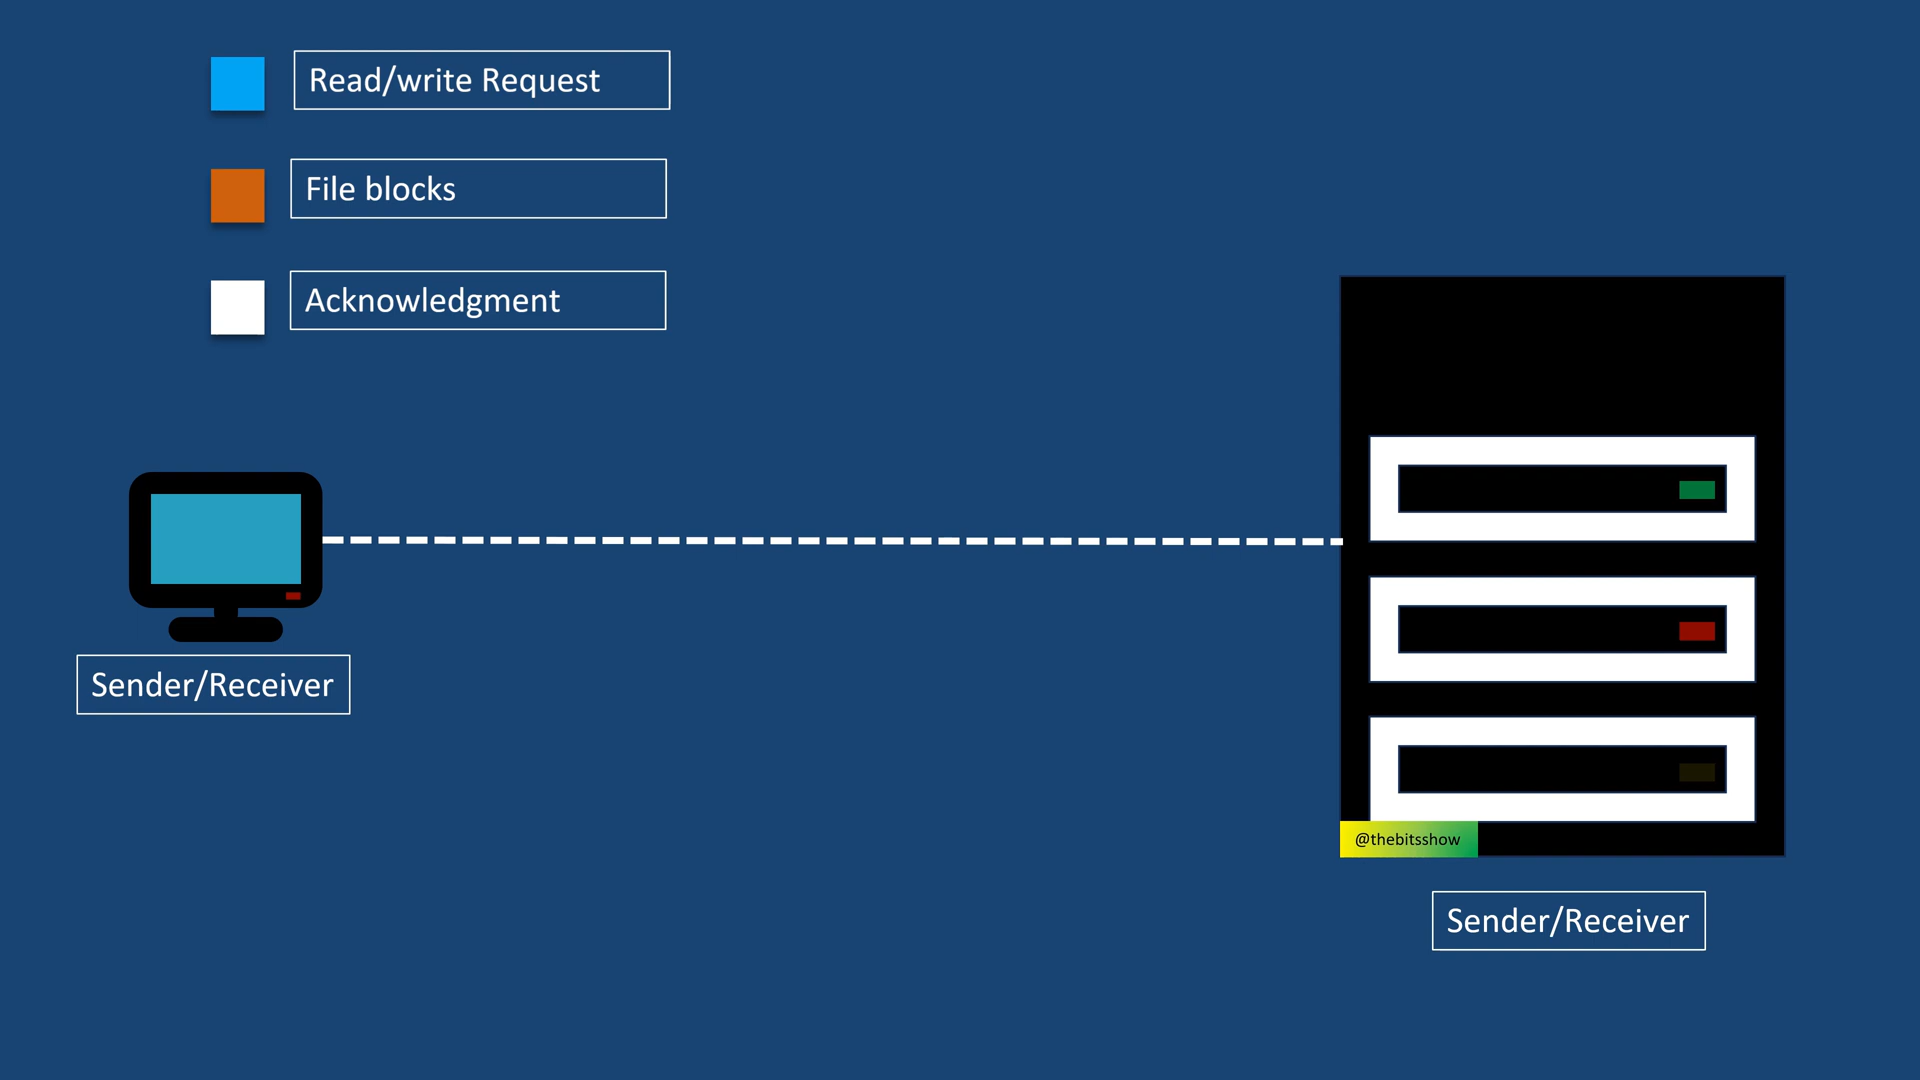 Read/write Request
File blocks
Acknowledgment
Sender/Receiver
@thebitsshow
Sender/Receiver